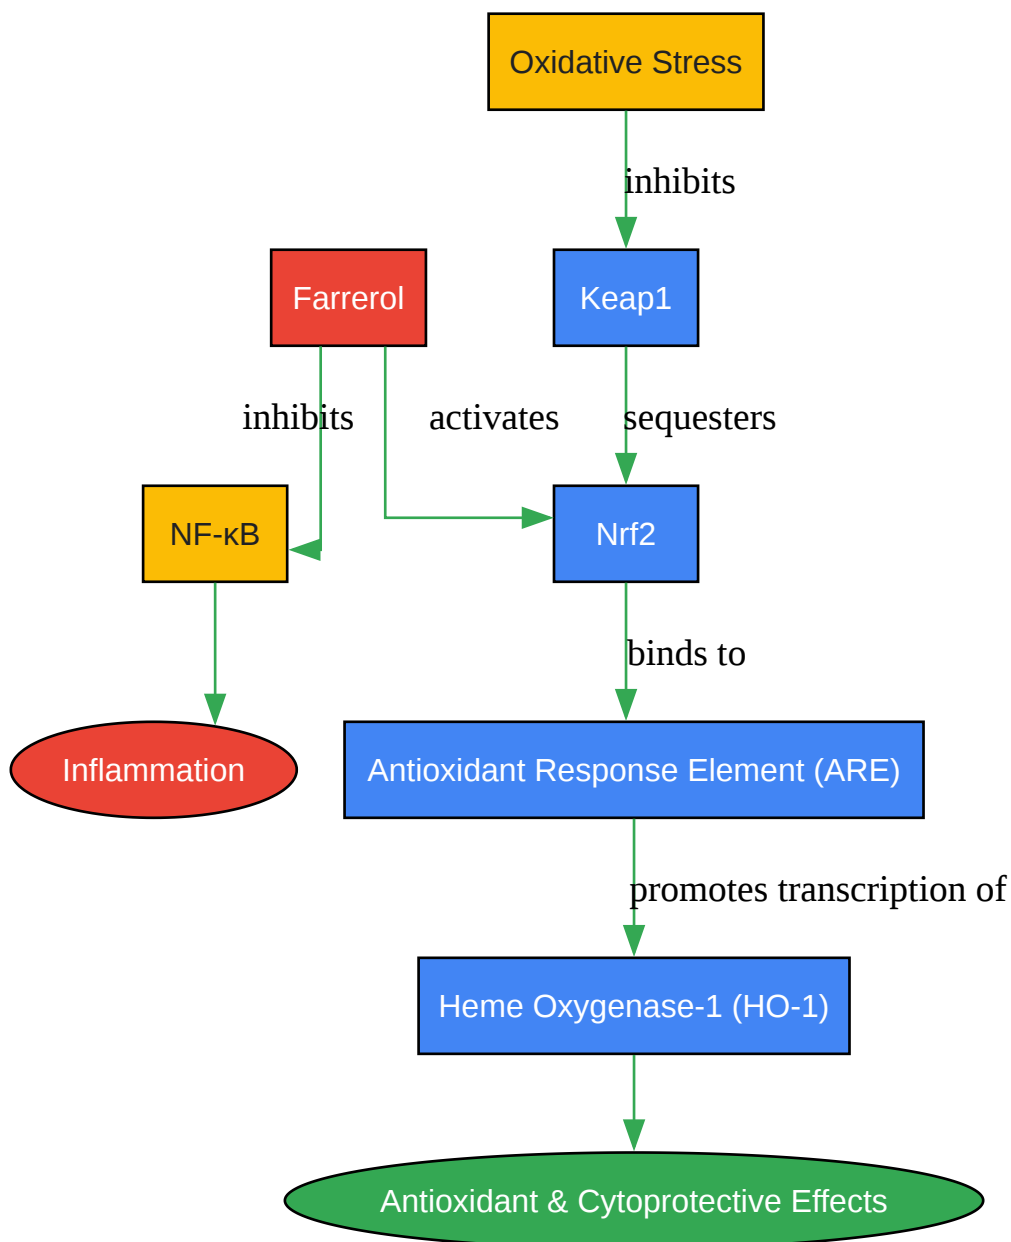 Oxidative Stress
inhibits
Farrerol
Keap1
inhibits
activates
sequesters
NF-κB
Nrf2
binds to
Inflammation
Antioxidant Response Element (ARE)
promotes transcription of
Heme Oxygenase-1 (HO-1)
Antioxidant & Cytoprotective Effects